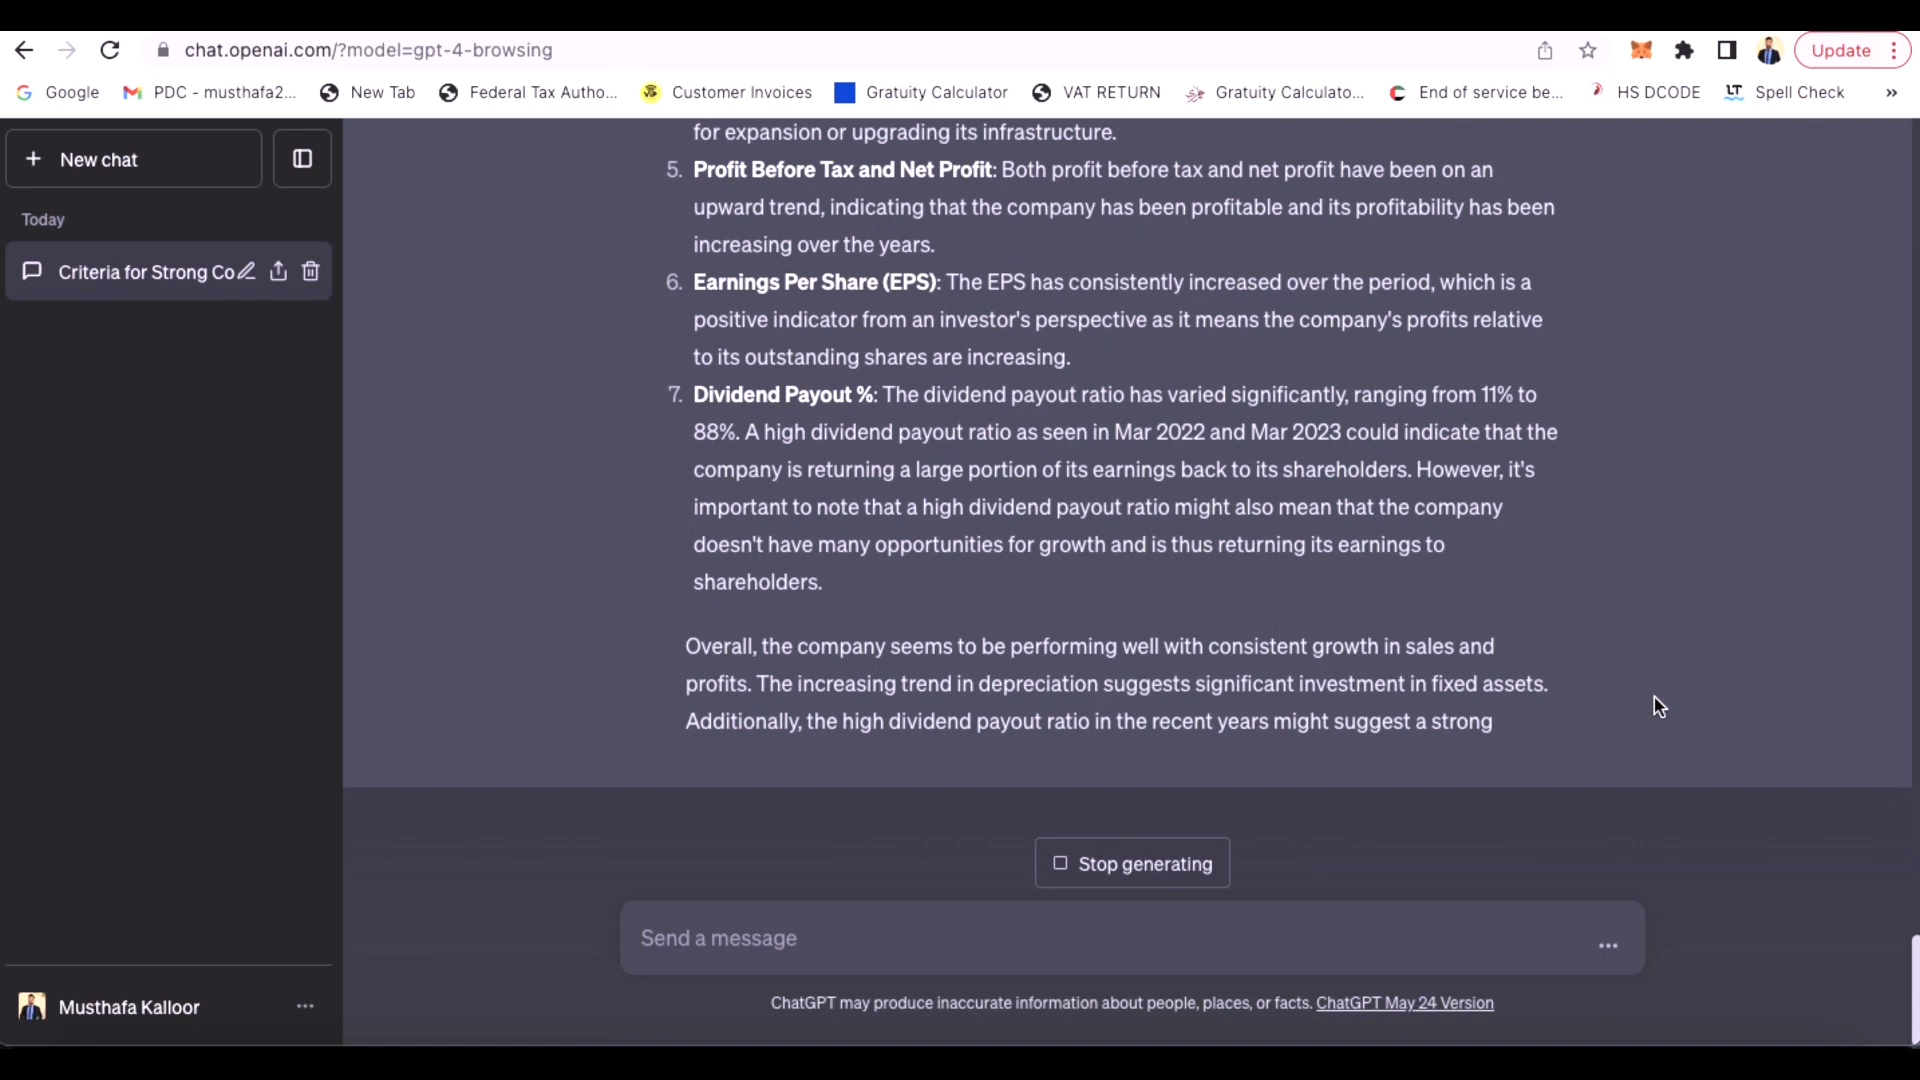 chat.openai.com/?model=gpt-4-browsing
Update
Google
PDC - musthafa2...
New Tab
Federal Tax Autho...
Customer Invoices
Gratuity Calculator
VAT RETURN
Gratuity Calculato...
End of service be...
HS DCODE
LT
Spell Check
»
+ New chat
Today
Criteria for Strong Co
for expansion or upgrading its infrastructure.
5. Profit Before Tax and Net Profit: Both profit before tax and net profit have been on an
upward trend, indicating that the company has been profitable and its profitability has been
increasing over the years.
6. Earnings Per Share (EPS): The EPS has consistently increased over the period, which is a
positive indicator from an investor's perspective as it means the company's profits relative
to its outstanding shares are increasing.
7. Dividend Payout %: The dividend payout ratio has varied significantly, ranging from 11% to
88%. A high dividend payout ratio as seen in Mar 2022 and Mar 2023 could indicate that the
company is returning a large portion of its earnings back to its shareholders. However, it's
important to note that a high dividend payout ratio might also mean that the company
doesn't have many opportunities for growth and is thus returning its earnings to
shareholders.
Overall, the company seems to be performing well with consistent growth in sales and
profits. The increasing trend in depreciation suggests significant investment in fixed assets.
Additionally, the high dividend payout ratio in the recent years might suggest a strong
Stop generating
Send a message
...
Musthafa Kalloor
...
ChatGPT may produce inaccurate information about people, places, or facts. ChatGPT May 24 Version